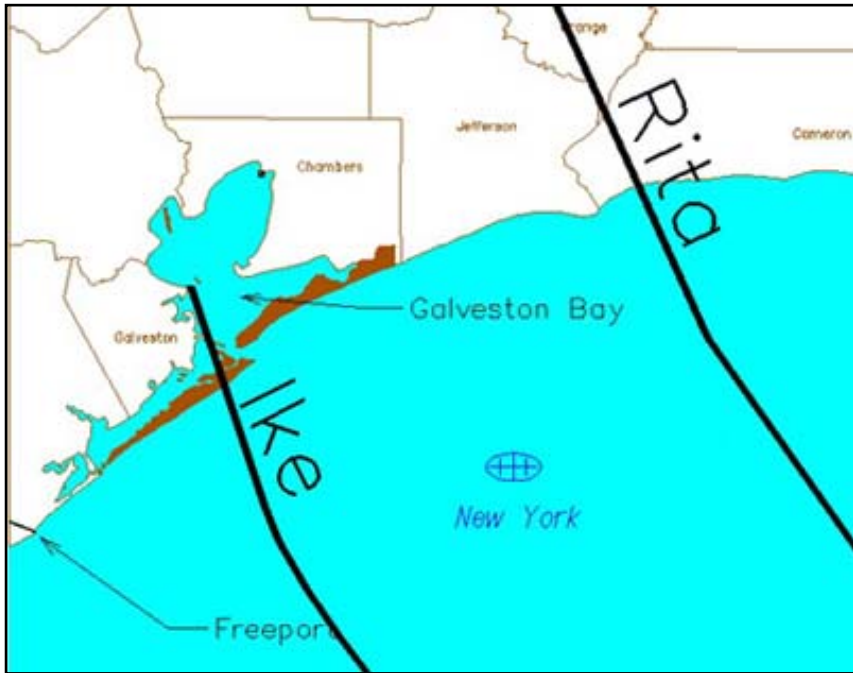 Orange
Rita
Jefferson
Cameron
Chambers
Galveston Bay
Galveston
Ike
New York
Freeport